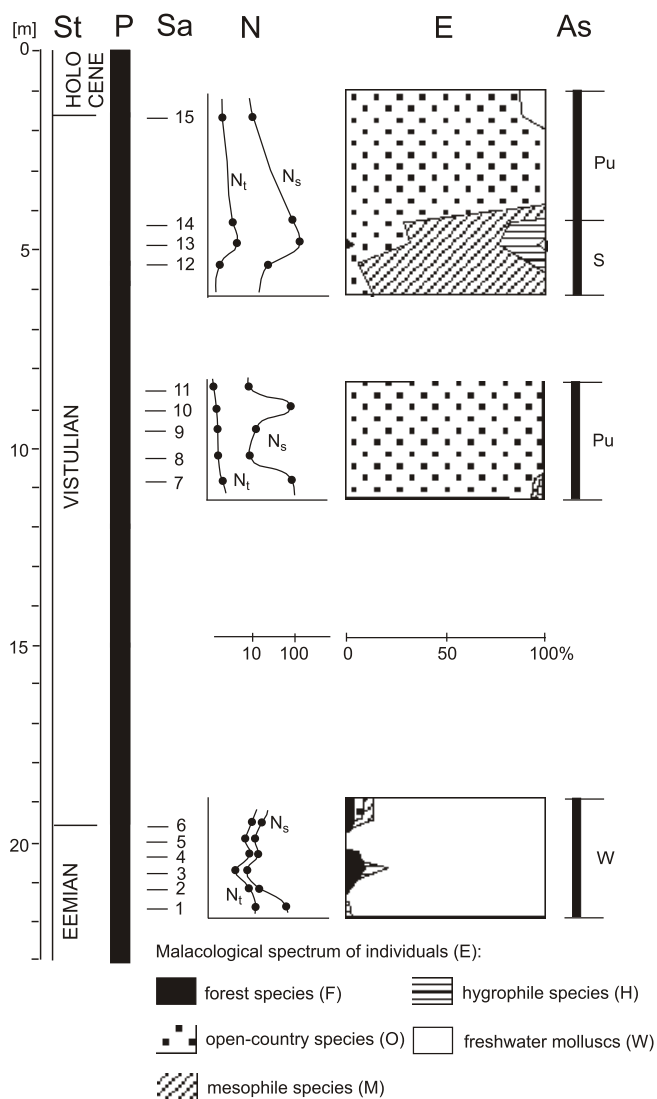 [m] St P Sa N E As
0
HOLO
CENE
15
Nt Ns
Pu
14
5 13
12
S
VISTULIAN
11
10
9
10 8
7
Ns
Nt
Pu
15
10 100
0 50 100%
6
5
20 4
3
2
1
Ns
Nt
W
EEMIAN
Malacological spectrum of individuals (E):
forest species (F) hygrophile species (H)
open-country species (O) freshwater molluscs (W)
mesophile species (M)